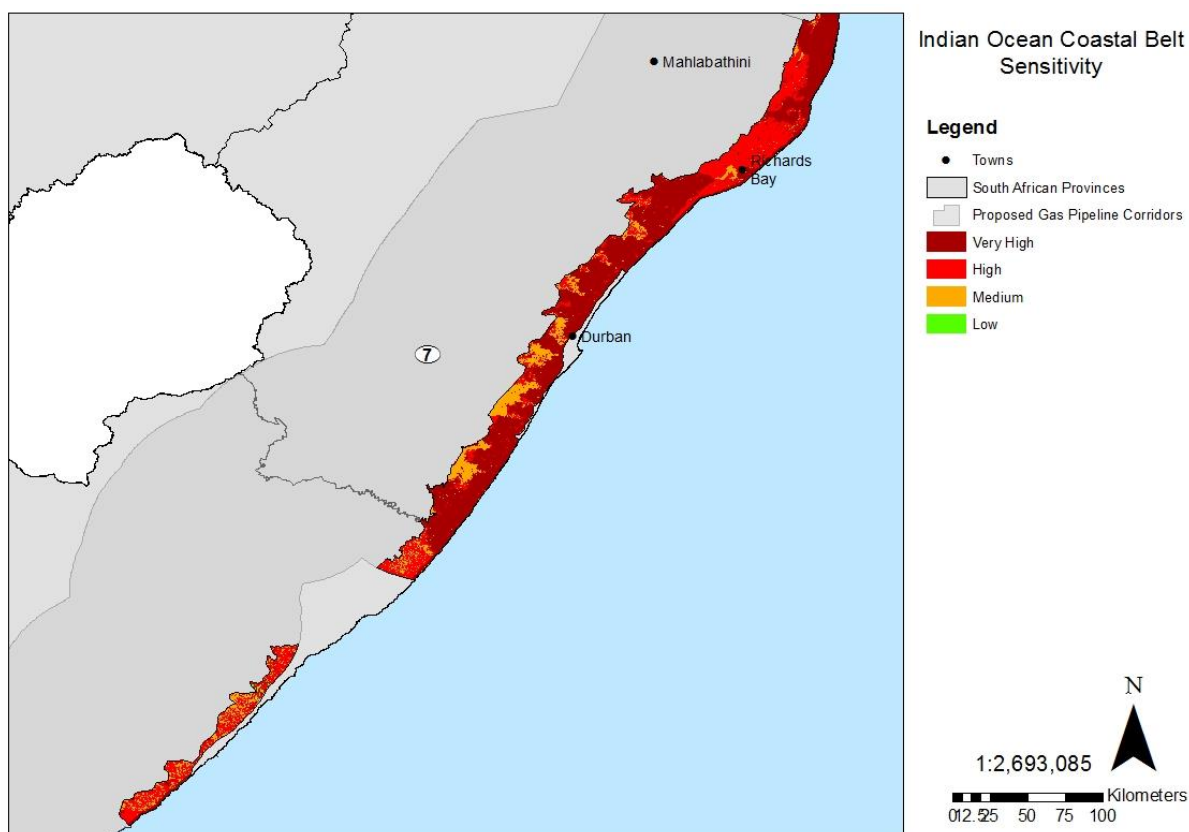 Indian Ocean Coastal Belt
Sensitivity
Mahlabathini
Richards
Bay
Durban
7
Legend
Towns
South African Provinces
Proposed Gas Pipeline Corridors
Very High
High
Medium
Low
N
1:2,693,085
Kilometers
0 12.5 25 50 75 100